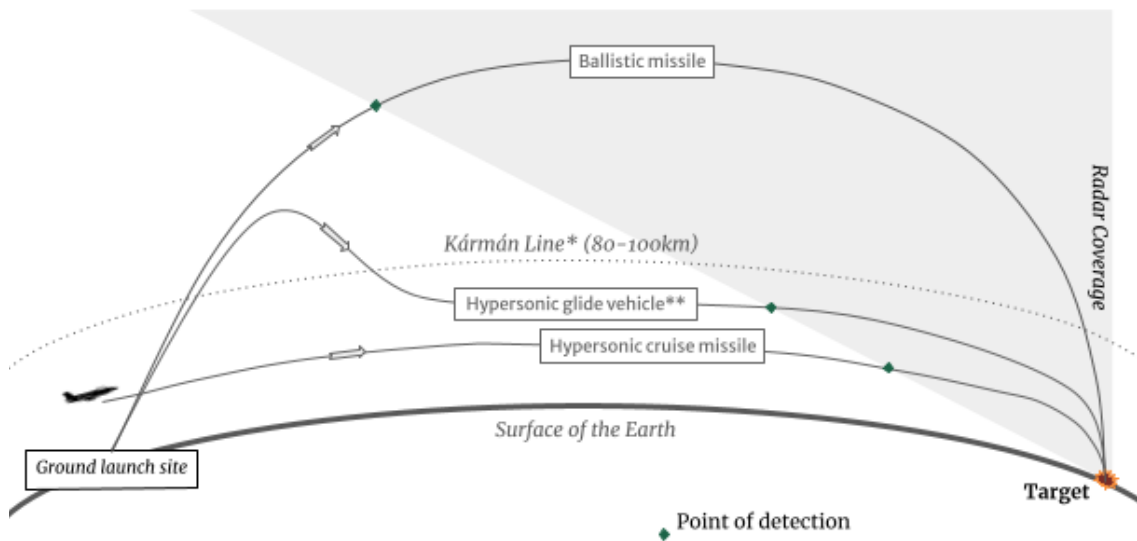 Ballistic missile
Radar Coverage
Kármán Line* (80-100km)
Hypersonic glide vehicle**
Hypersonic cruise missile
Surface of the Earth
Ground launch site
Target
Point of detection